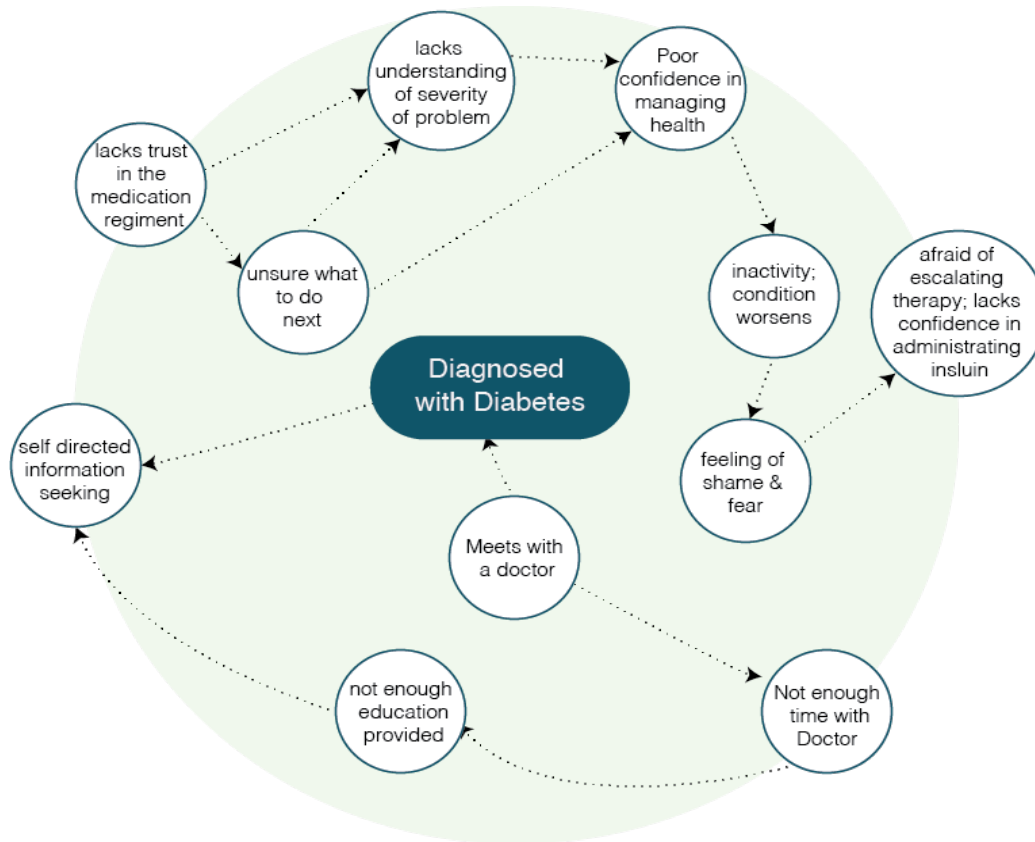 lacks
understanding
of severity
of problem
Poor
confidence in
managing
health
lacks trust
in the
medication
regiment
unsure what
to do
next
inactivity;
condition
worsens
afraid of
escalating
therapy; lacks
confidence in
administrating
insluin
Diagnosed
with Diabetes
self directed
information
seeking
feeling of
shame &
fear
Meets with
a doctor
not enough
education
provided
Not enough
time with
Doctor